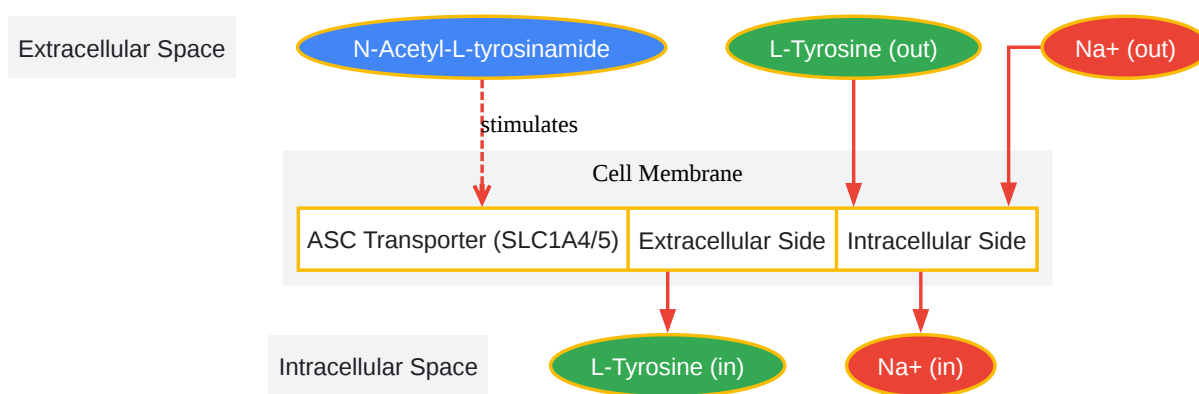 Extracellular Space
N-Acetyl-L-tyrosinamide
L-Tyrosine (out)
Na+ (out)
stimulates
Cell Membrane
ASC Transporter (SLC1A4/5)
Extracellular Side
Intracellular Side
Intracellular Space
L-Tyrosine (in)
Na+ (in)